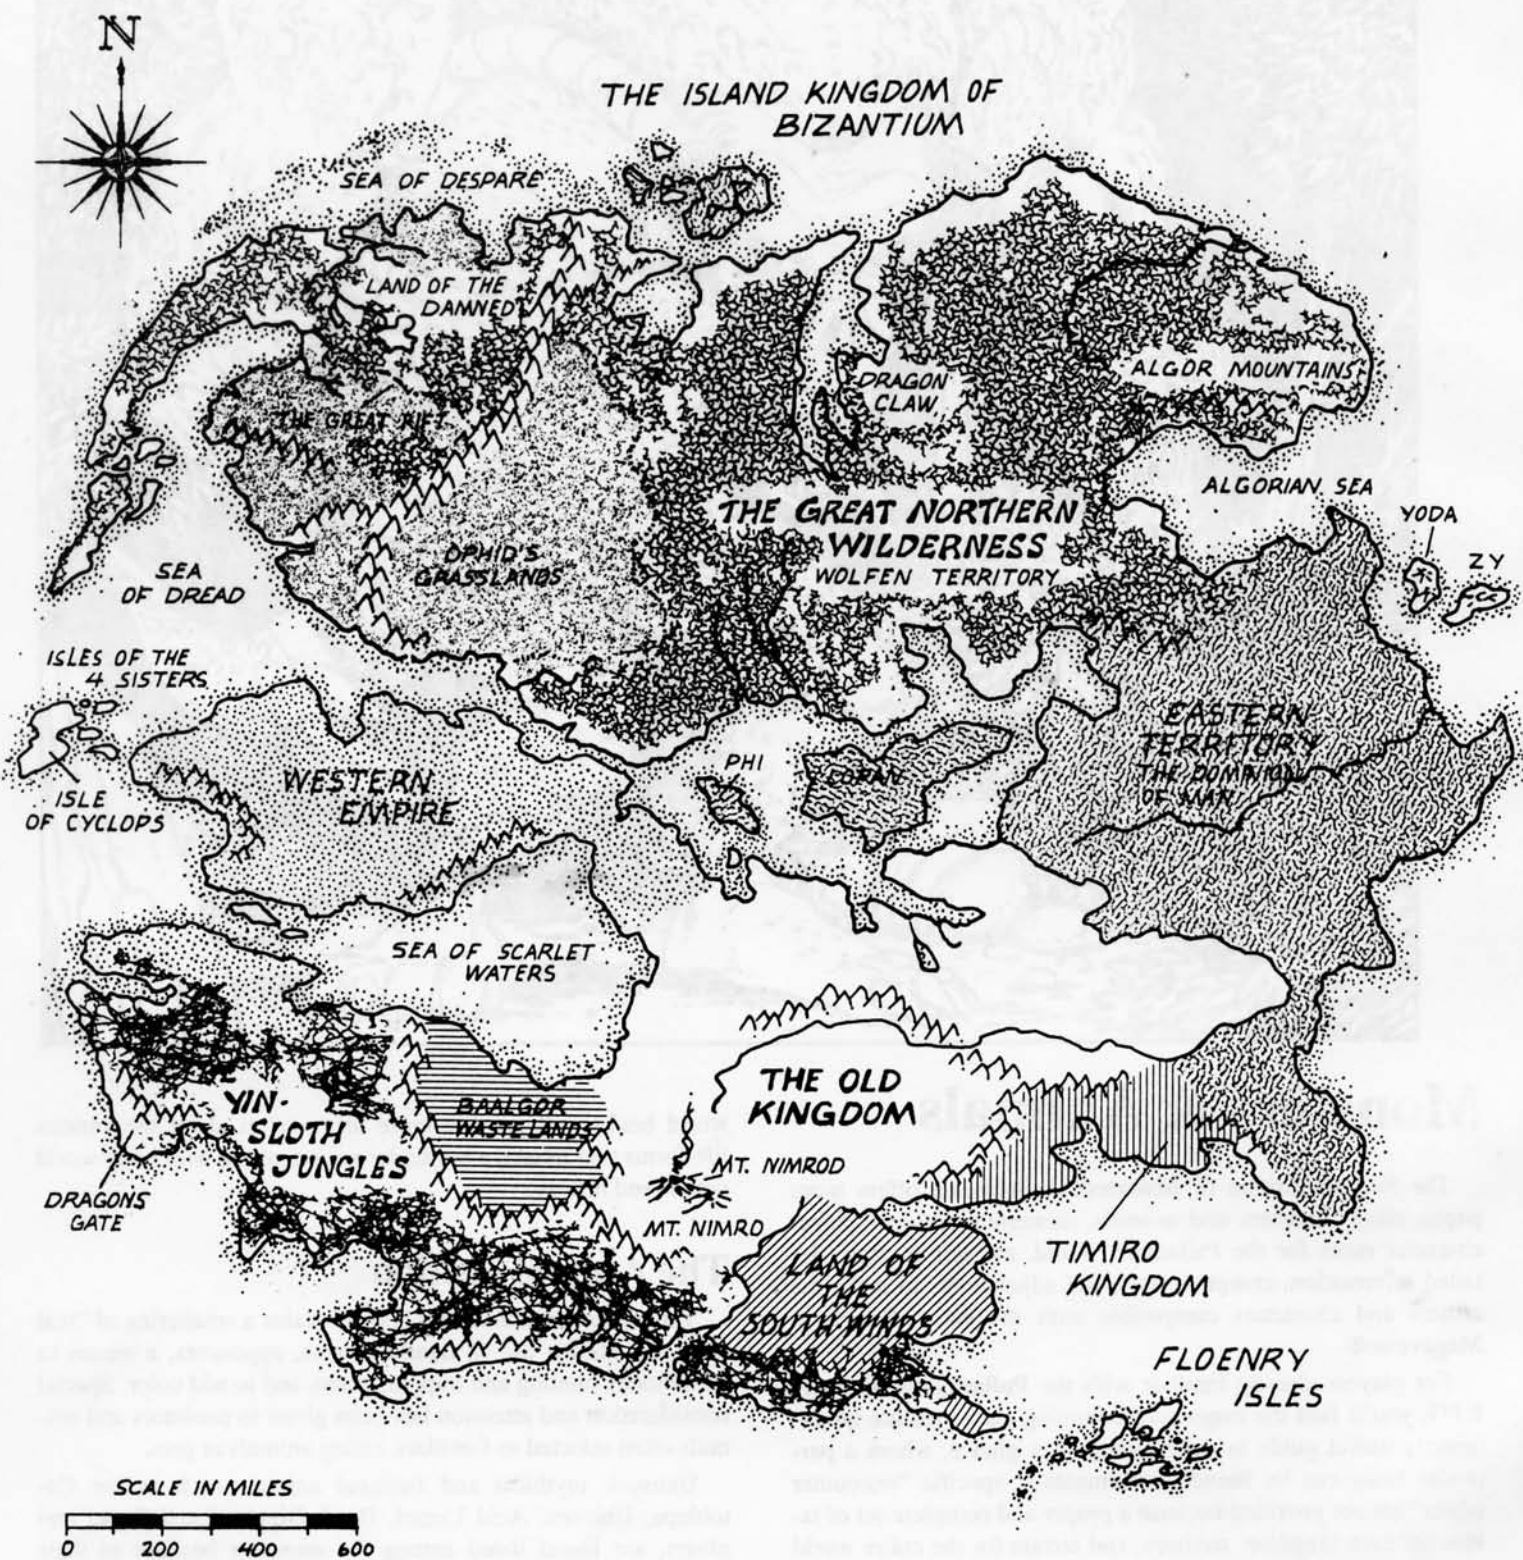 N
THE ISLAND KINGDOM OF
BIZANTIUM
SEA OF DESPARE
LAND OF THE
DAMNED
ALGOR MOUNTAINS
DRAGON
CLAW
THE GREAT RIFT
ALGORIAN SEA
THE GREAT NORTHERN
WILDERNESS
WOLFEN TERRITORY
YODA
ZY
OPHID'S
GRASSLANDS
SEA
OF DREAD
ISLES OF THE
4 SISTERS
EASTERN
TERRITORY
THE DOMINION
OF MAN
PHI
LOPAN
WESTERN
EMPIRE
ISLE
OF CYCLOPS
SEA OF SCARLET
WATERS
THE OLD
KINGDOM
BAALGOR
WASTELANDS
YIN-
SLOTH
JUNGLES
MT. NIMROD
DRAGONS
GATE
MT. NIMRO
TIMIRO
KINGDOM
LAND OF
THE
SOUTH WINDS
FLOENRY
ISLES
SCALE IN MILES
0 200 400 600